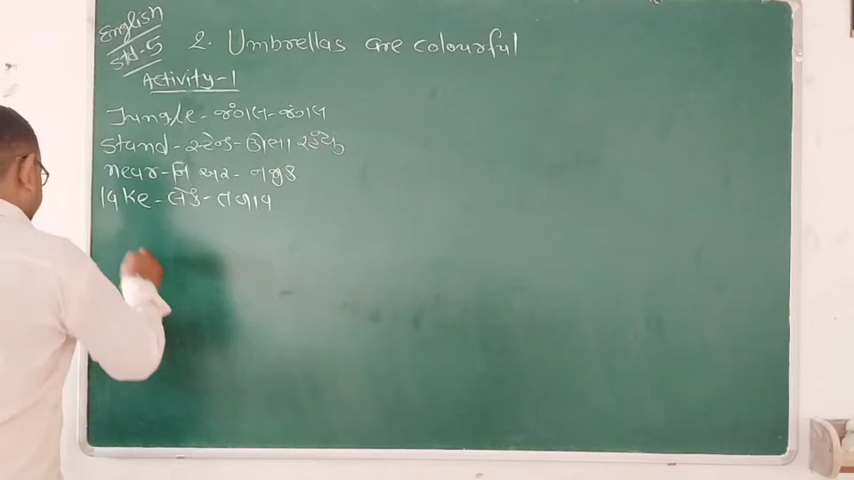 English
Std-5
2. Umbrellas are colourful
Activity-1
Jungle - જંગલ - જંગલ
Stand - સ્ટેન્ડ - ઊભા રહેવું
near - નિઅર - નજીક
lake - લેક - તળાવ